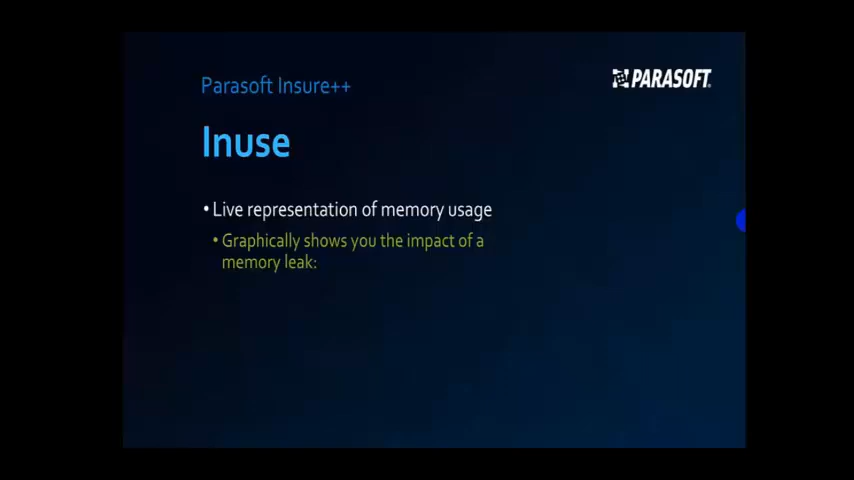 Parasoft Insure++
PARASOFT.
Inuse
• Live representation of memory usage
• Graphically shows you the impact of a
memory leak: